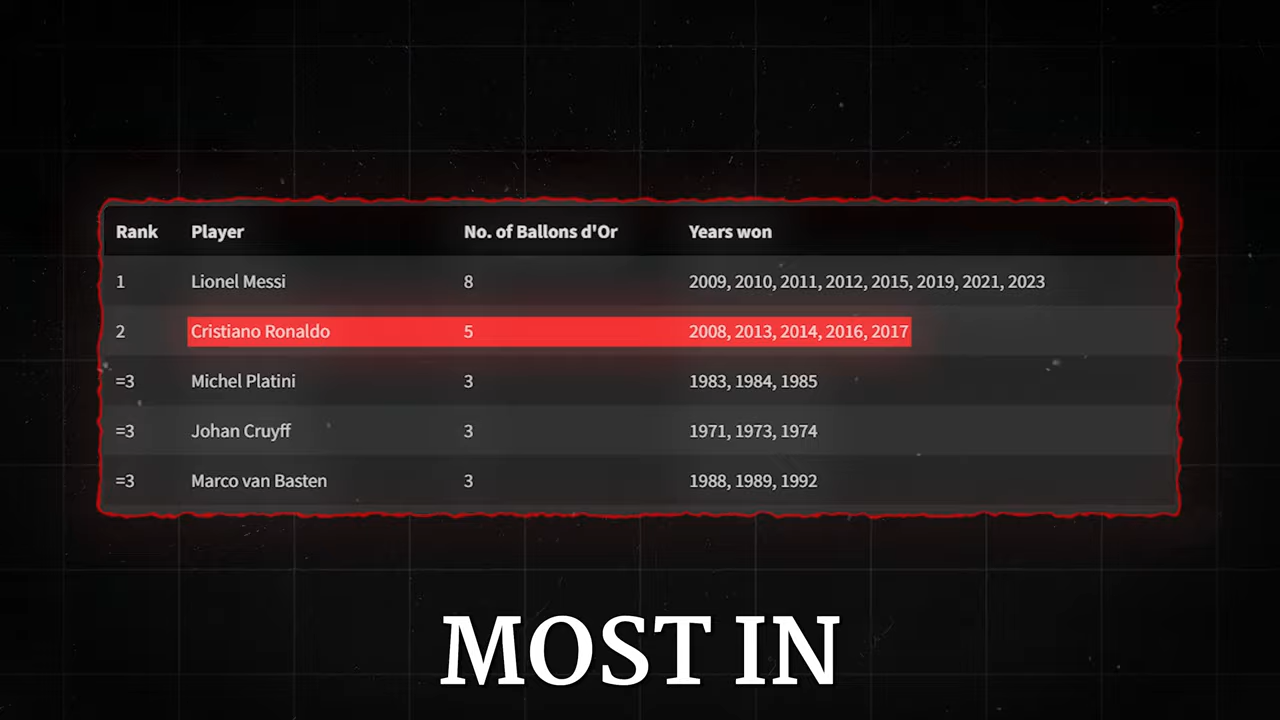 Rank Player No. of Ballons d'Or Years won
1 Lionel Messi 8 2009, 2010, 2011, 2012, 2015, 2019, 2021, 2023
2 Cristiano Ronaldo 5 2008, 2013, 2014, 2016, 2017
=3 Michel Platini 3 1983, 1984, 1985
=3 Johan Cruyff 3 1971, 1973, 1974
=3 Marco van Basten 3 1988, 1989, 1992
MOST IN